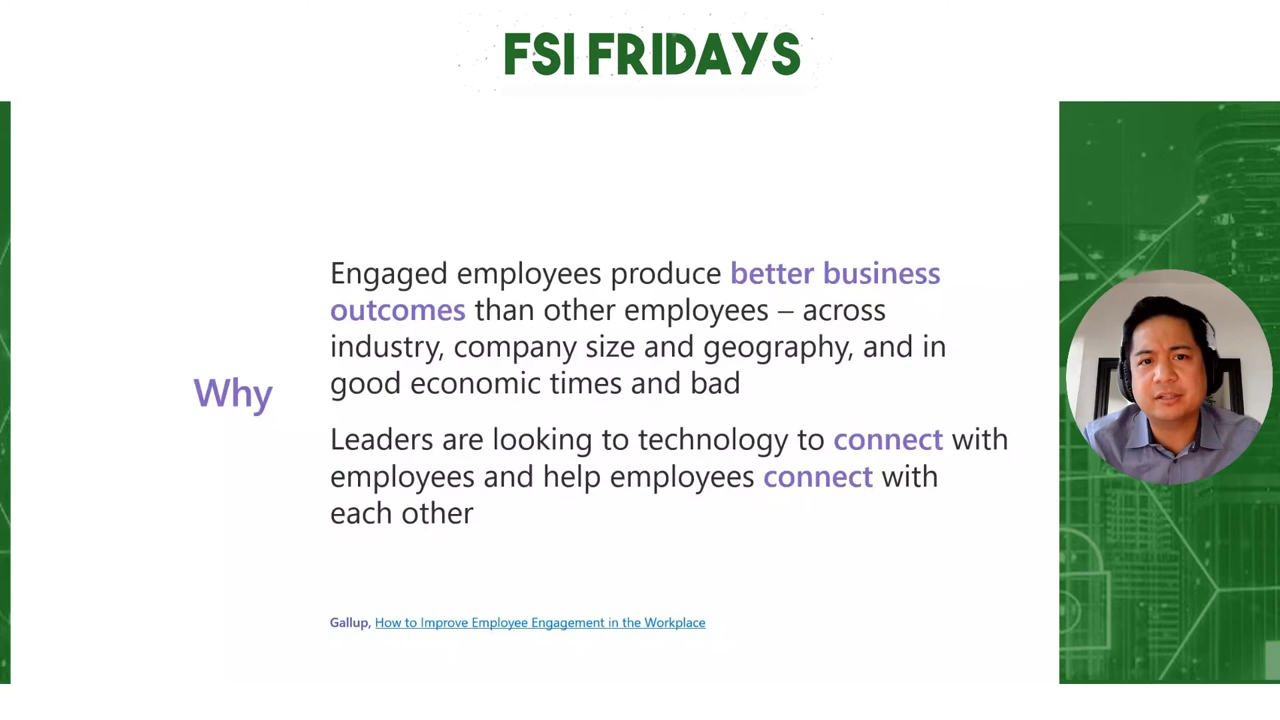 FSI FRIDAYS
Why
Engaged employees produce better business
outcomes than other employees – across
industry, company size and geography, and in
good economic times and bad
Leaders are looking to technology to connect with
employees and help employees connect with
each other
Gallup, How to Improve Employee Engagement in the Workplace